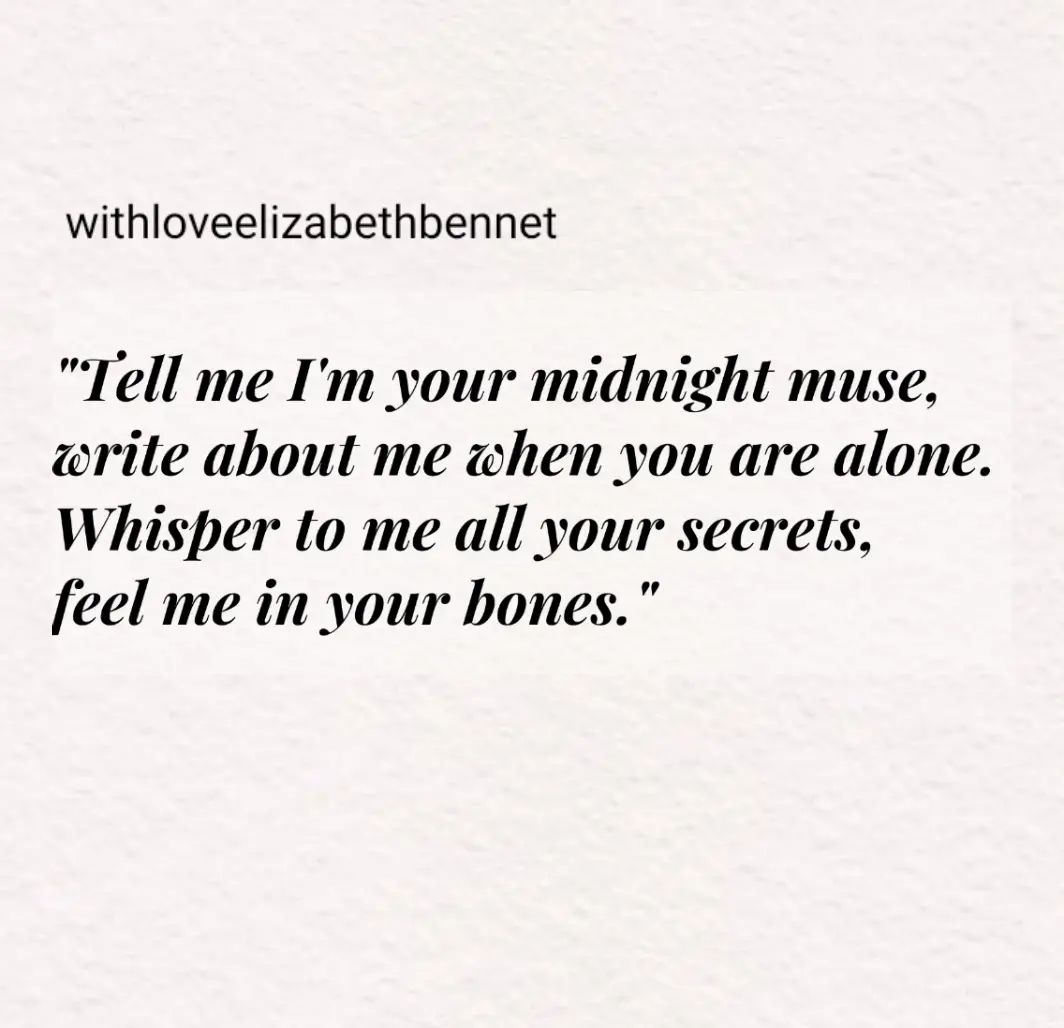 withloveelizabethbennet
"Tell me I'm your midnight muse,
write about me when you are alone.
Whisper to me all your secrets,
feel me in your bones."